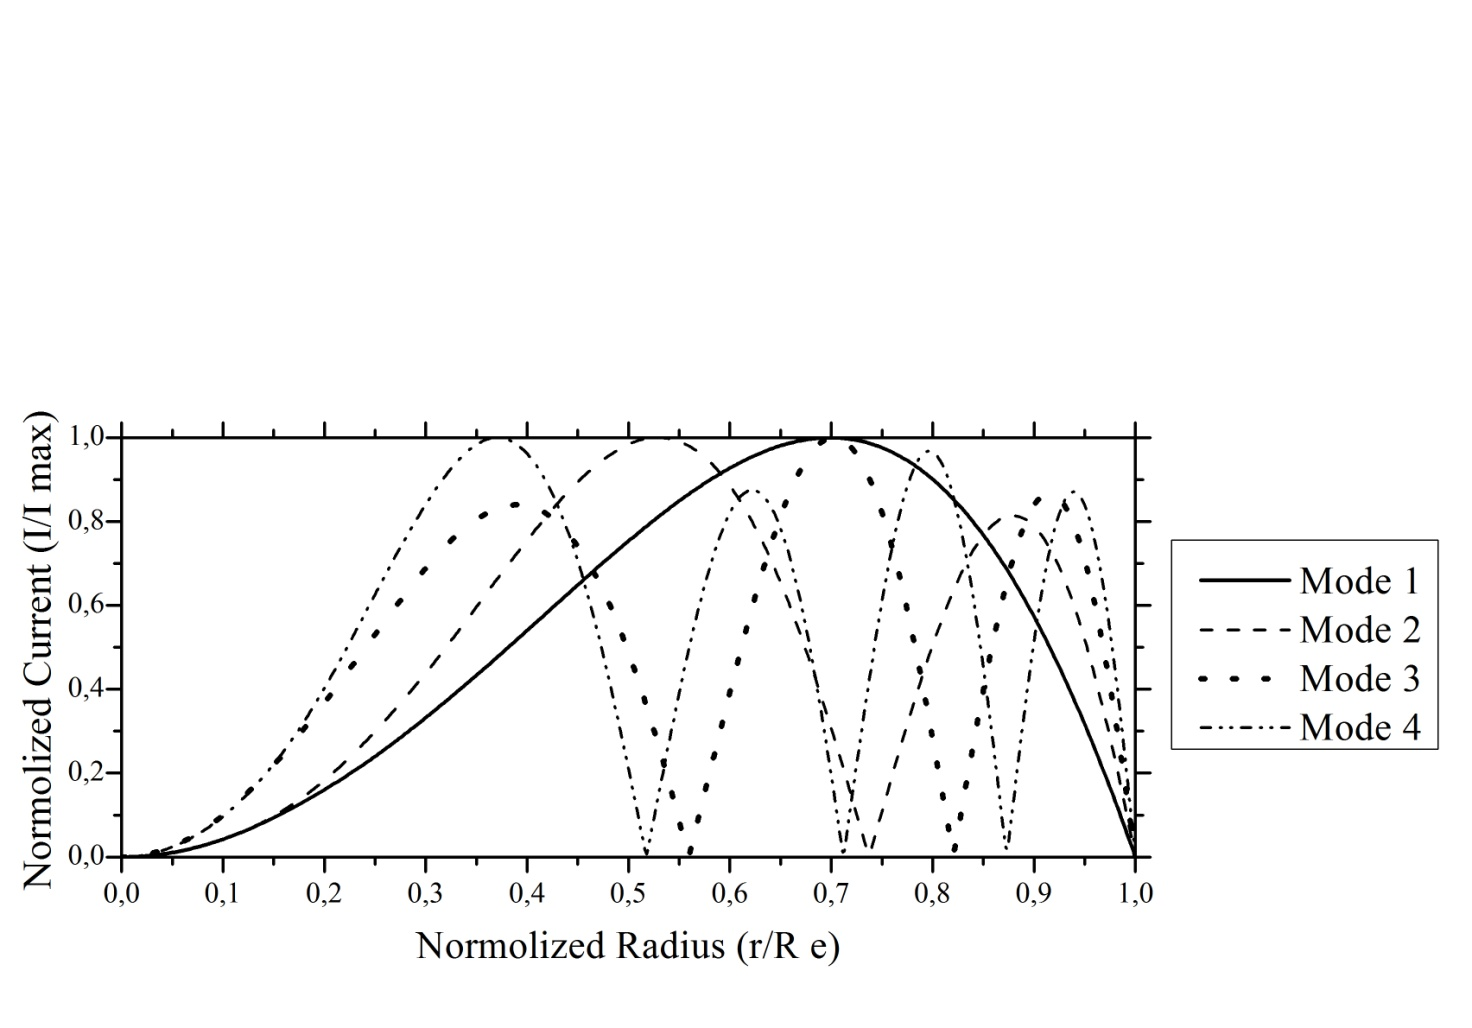 Normolized Current (I/I max)
1,0
0,8
0,6
0,4
0,2
0,0
0,0 0,1 0,2 0,3 0,4 0,5 0,6 0,7 0,8 0,9 1,0
Normolized Radius (r/R e)
Mode 1
Mode 2
Mode 3
Mode 4